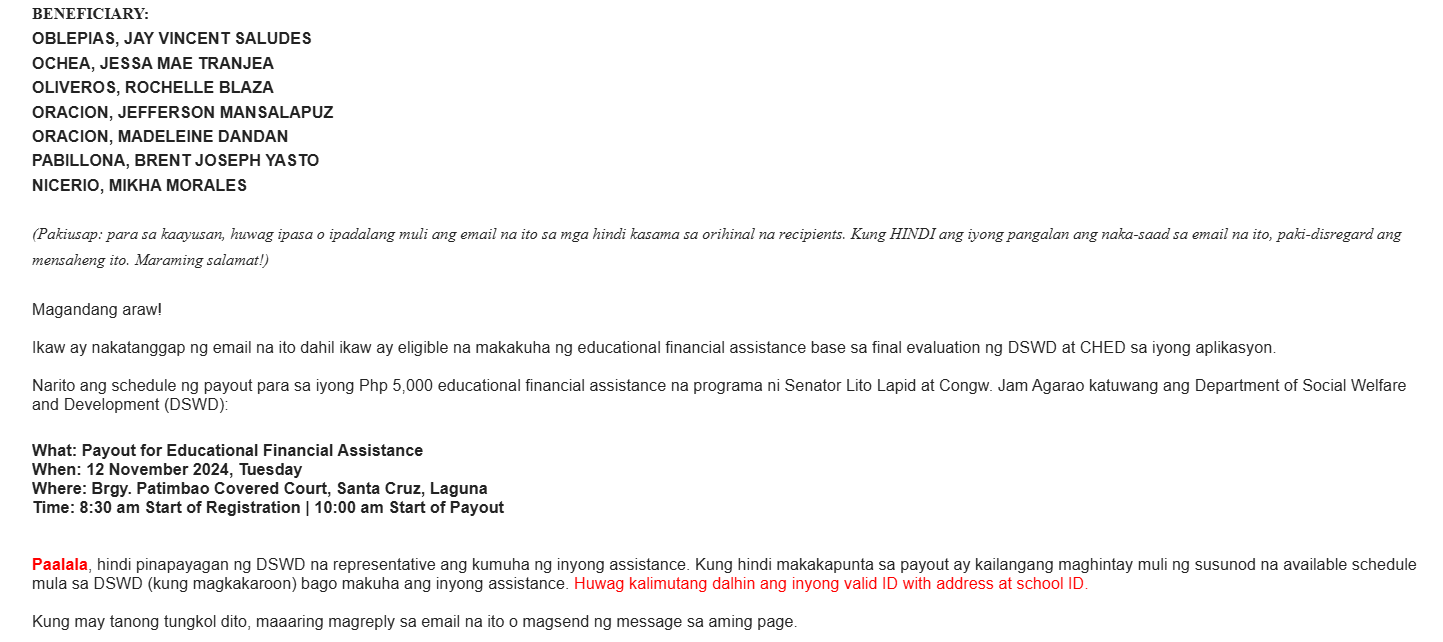 BENEFICIARY:
OBLEPIAS, JAY VINCENT SALUDES
OCHEA, JESSA MAE TRANJEA
OLIVEROS, ROCHELLE BLAZA
ORACION, JEFFERSON MANSALAPUZ
ORACION, MADELEINE DANDAN
PABILLONA, BRENT JOSEPH YASTO
NICERIO, MIKHA MORALES
(Pakiusap: para sa kaayusan, huwag ipasa o ipadalang muli ang email na ito sa mga hindi kasama sa orihinal na recipients. Kung HINDI ang iyong pangalan ang naka-saad sa email na ito, paki-disregard ang
mensaheng ito. Maraming salamat!)
Magandang araw!
Ikaw ay nakatanggap ng email na ito dahil ikaw ay eligible na makakuha ng educational financial assistance base sa final evaluation ng DSWD at CHED sa iyong aplikasyon.
Narito ang schedule ng payout para sa iyong Php 5,000 educational financial assistance na programa ni Senator Lito Lapid at Congw. Jam Agarao katuwang ang Department of Social Welfare
and Development (DSWD):
What: Payout for Educational Financial Assistance
When: 12 November 2024, Tuesday
Where: Brgy. Patimbao Covered Court, Santa Cruz, Laguna
Time: 8:30 am Start of Registration | 10:00 am Start of Payout
Paalala, hindi pinapayagan ng DSWD na representative ang kumuha ng inyong assistance. Kung hindi makakapunta sa payout ay kailangang maghintay muli ng susunod na available schedule
mula sa DSWD (kung magkakaroon) bago makuha ang inyong assistance. Huwag kalimutang dalhin ang inyong valid ID with address at school ID.
Kung may tanong tungkol dito, maaaring magreply sa email na ito o magsend ng message sa aming page.